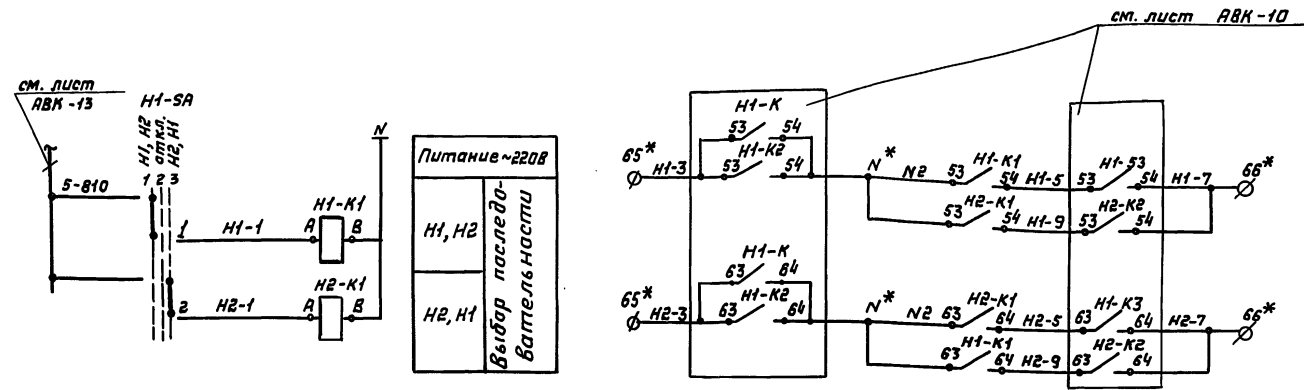 см. лист
АВК-13
Н1-SA
Н1, Н2
откл.
Н2, Н1
1 2 3
5-810
1
Н1-1
А
Н1-К1
В
2
Н2-1
А
Н2-К1
В
N
Питание ~220В
Н1, Н2
Н2, Н1
Выбор последо-
вательности
см. лист АВК-10
65*
Н1-3
Н1-К
53
54
Н1-К2
53
54
N*
N2
53
Н1-К1
54
Н1-5
53
Н1-53
54
Н1-7
66*
53
Н2-К1
54
Н1-9
53
Н2-К2
54
65*
Н2-3
Н1-К
63
64
Н1-К2
63
64
N*
N2
63
Н2-К1
64
Н2-5
63
Н1-К3
64
Н2-7
66*
63
Н1-К1
64
Н2-9
63
Н2-К2
64